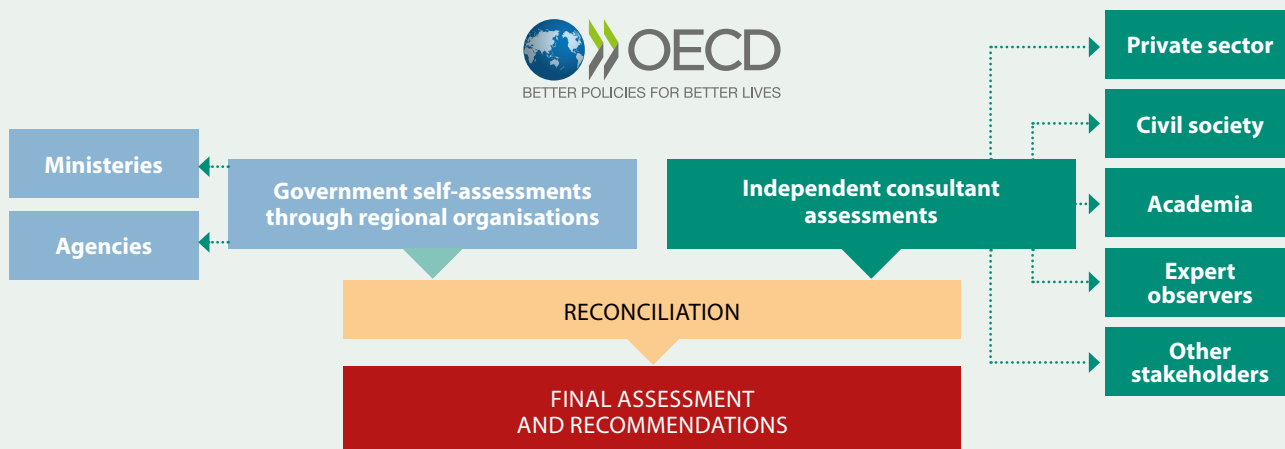 OECD
BETTER POLICIES FOR BETTER LIVES
Ministeries
Agencies
Government self-assessments
through regional organisations
Independent consultant
assessments
Private sector
Civil society
Academia
Expert
observers
Other
stakeholders
RECONCILIATION
FINAL ASSESSMENT
AND RECOMMENDATIONS